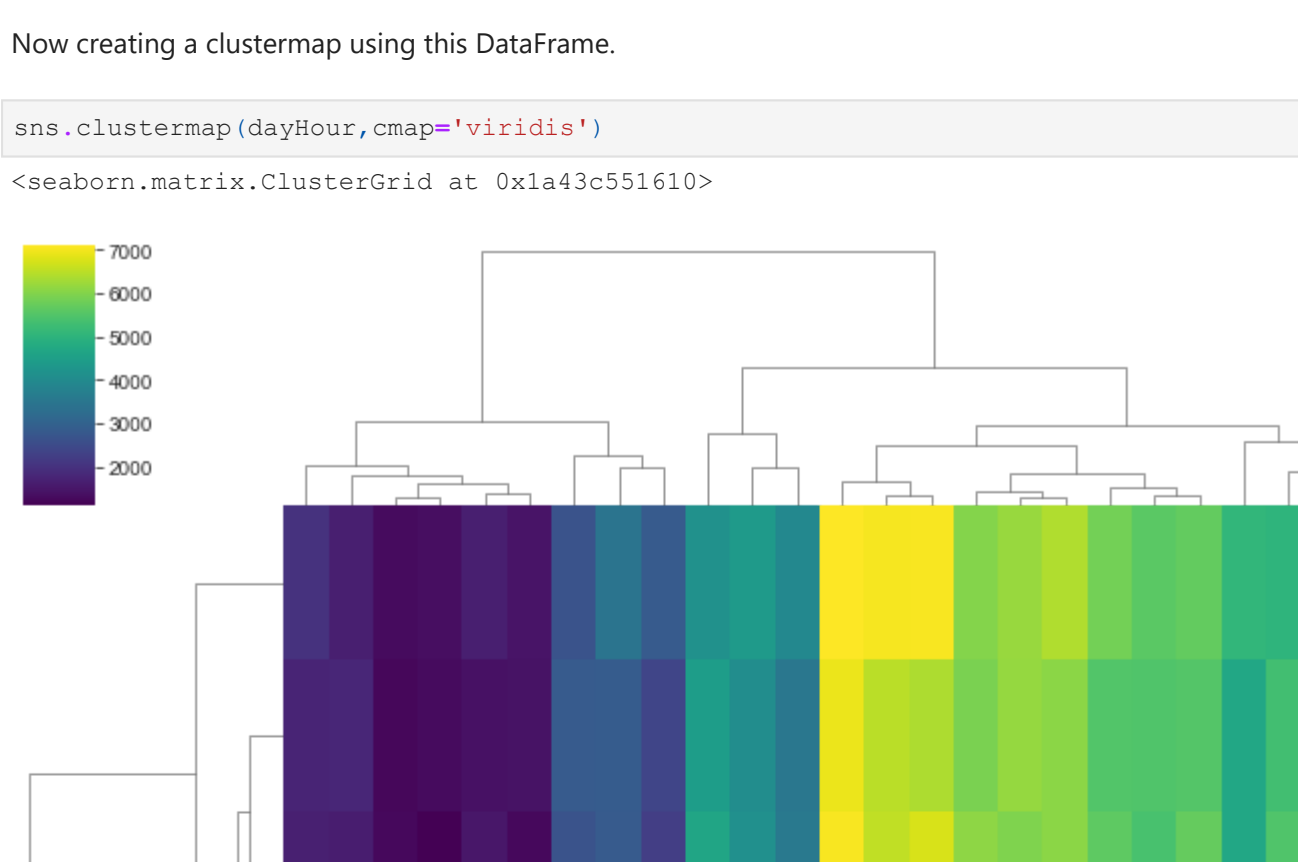 Now creating a clustermap using this DataFrame.
sns.clustermap(dayHour,cmap='viridis')
<seaborn.matrix.ClusterGrid at 0x1a43c551610>
7000
6000
5000
4000
3000
2000